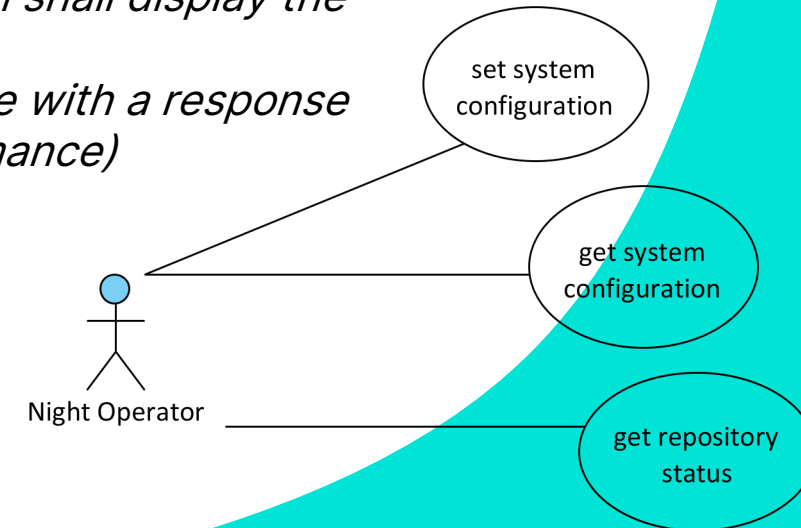 shall display the
e with a response
nance)
set system
configuration
get system
configuration
Night Operator
get repository
status